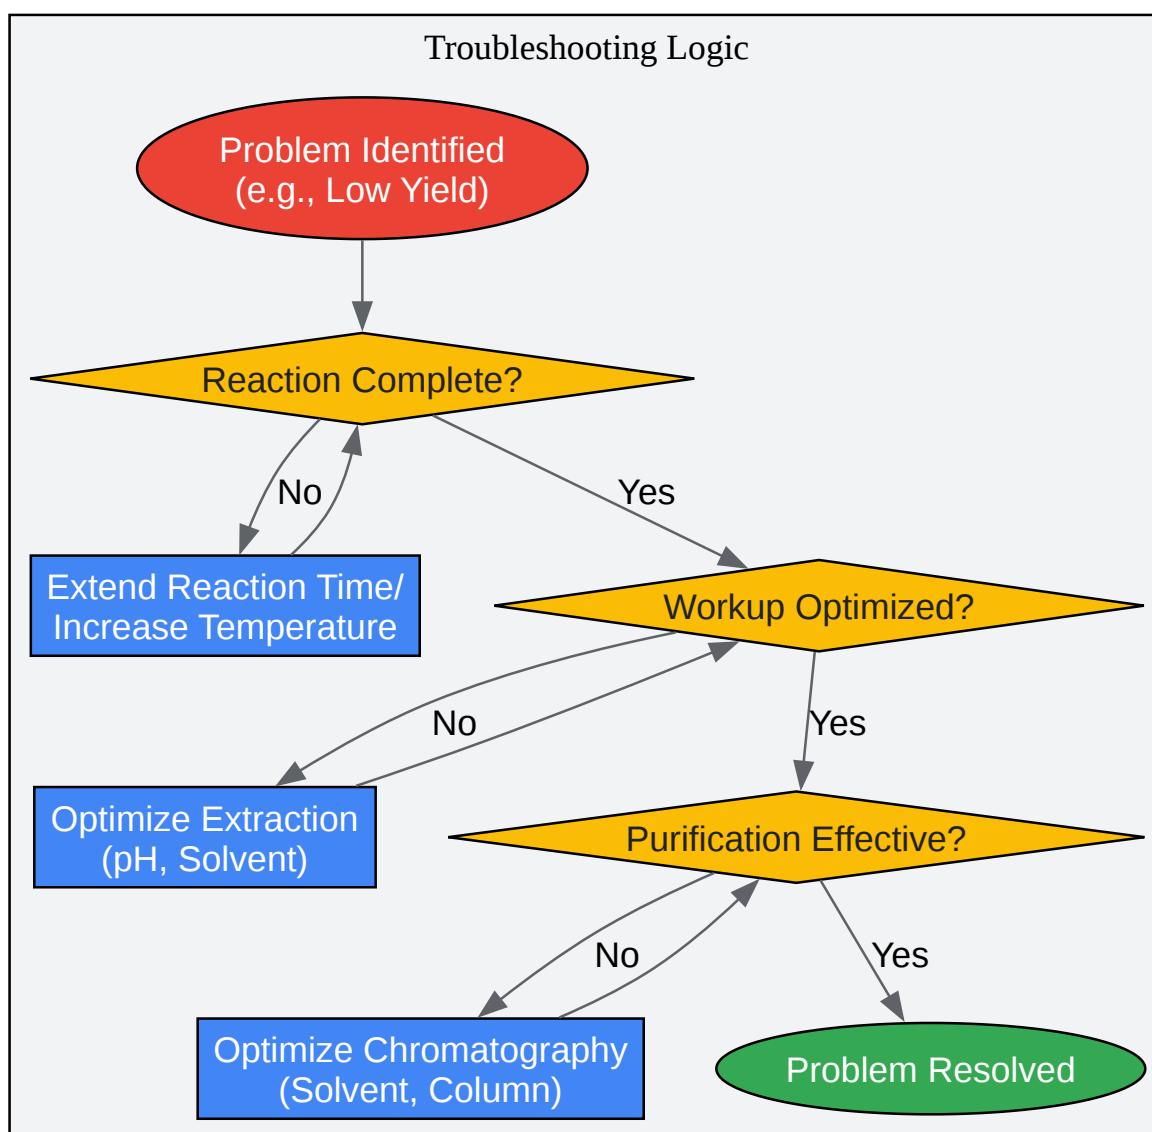 Troubleshooting Logic
Problem Identified
(e.g., Low Yield)
Reaction Complete?
No
Yes
Extend Reaction Time/
Increase Temperature
Workup Optimized?
No
Yes
Optimize Extraction
(pH, Solvent)
Purification Effective?
No
Yes
Optimize Chromatography
(Solvent, Column)
Problem Resolved